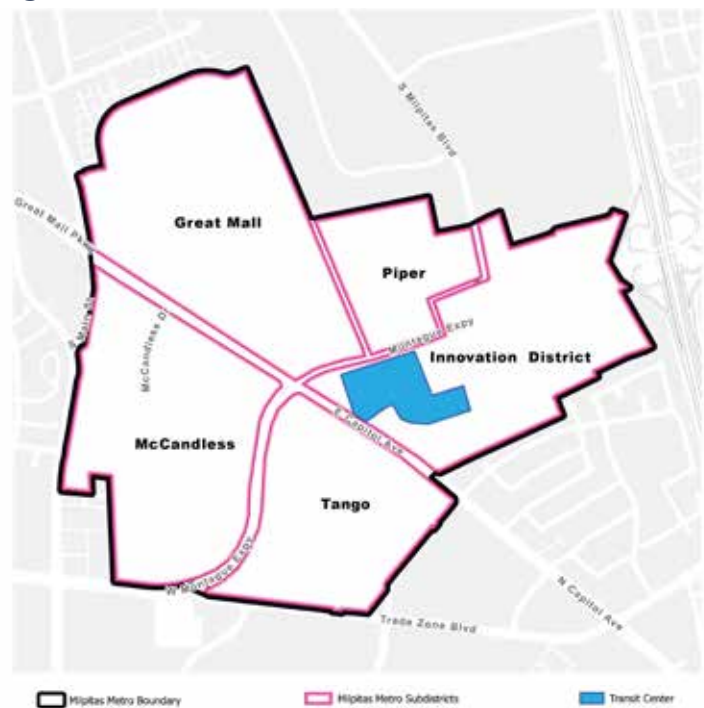 S Milpitas Blvd
Great Mall Pkwy
Great Mall
Piper
S Main St
McCandless D
Montague Expy
Innovation District
E Capitol Ave
McCandless
Tango
W Montague Expy
N Capitol Ave
Trade Zone Blvd
Milpitas Metro Boundary
Milpitas Metro Subdistricts
Transit Center